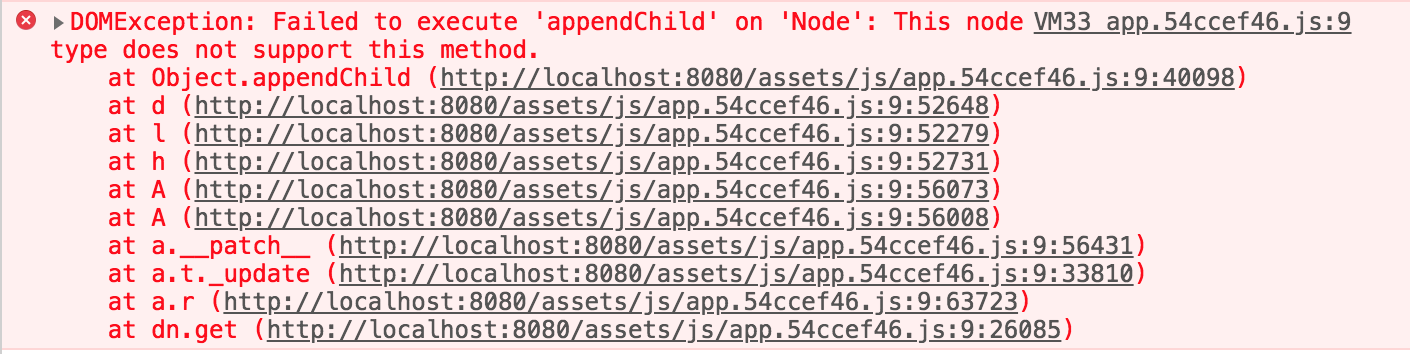 DOMException: Failed to execute 'appendChild' on 'Node': This node VM33 app.54ccef46.js:9
type does not support this method.
at Object.appendChild (http://localhost:8080/assets/js/app.54ccef46.js:9:40098)
at d (http://localhost:8080/assets/js/app.54ccef46.js:9:52648)
at l (http://localhost:8080/assets/js/app.54ccef46.js:9:52279)
at h (http://localhost:8080/assets/js/app.54ccef46.js:9:52731)
at A (http://localhost:8080/assets/js/app.54ccef46.js:9:56073)
at A (http://localhost:8080/assets/js/app.54ccef46.js:9:56008)
at a.__patch__ (http://localhost:8080/assets/js/app.54ccef46.js:9:56431)
at a.t._update (http://localhost:8080/assets/js/app.54ccef46.js:9:33810)
at a.r (http://localhost:8080/assets/js/app.54ccef46.js:9:63723)
at dn.get (http://localhost:8080/assets/js/app.54ccef46.js:9:26085)